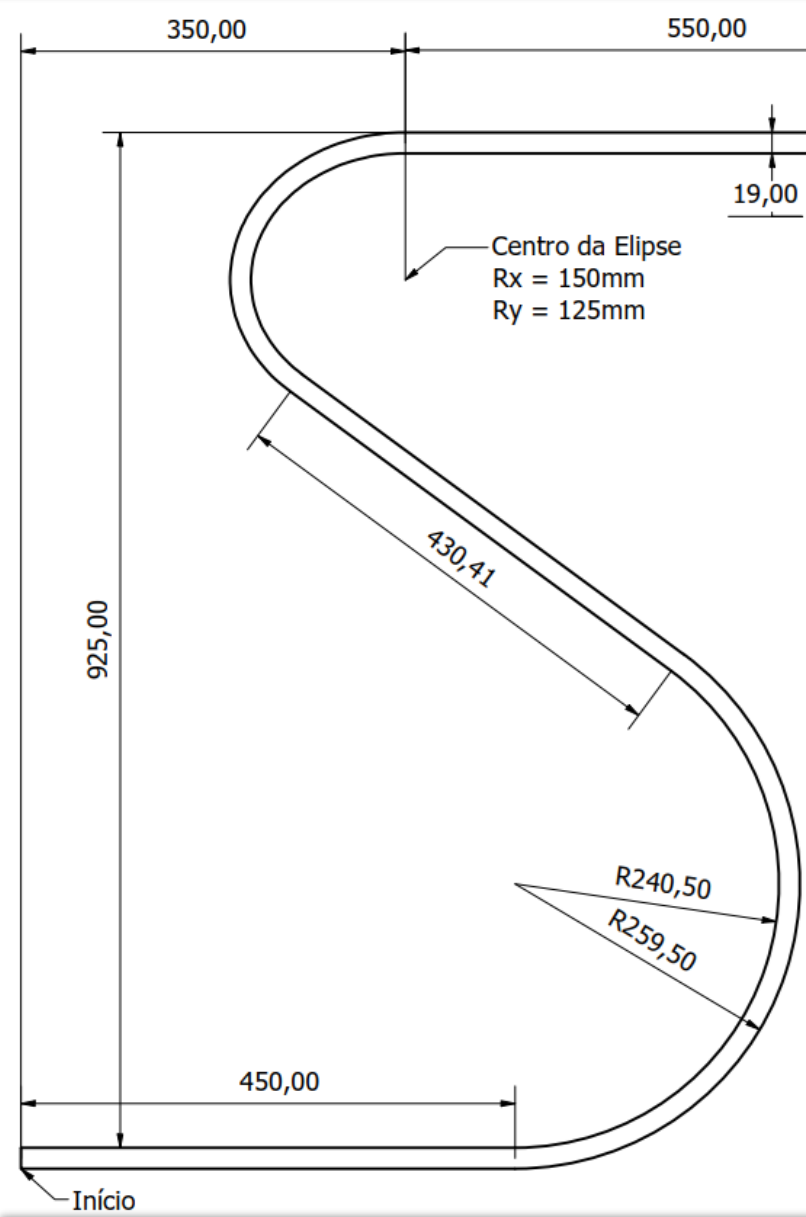 350,00
550,00
19,00
Centro da Elipse
Rx = 150mm
Ry = 125mm
430,41
925,00
R240,50
R259,50
450,00
Início